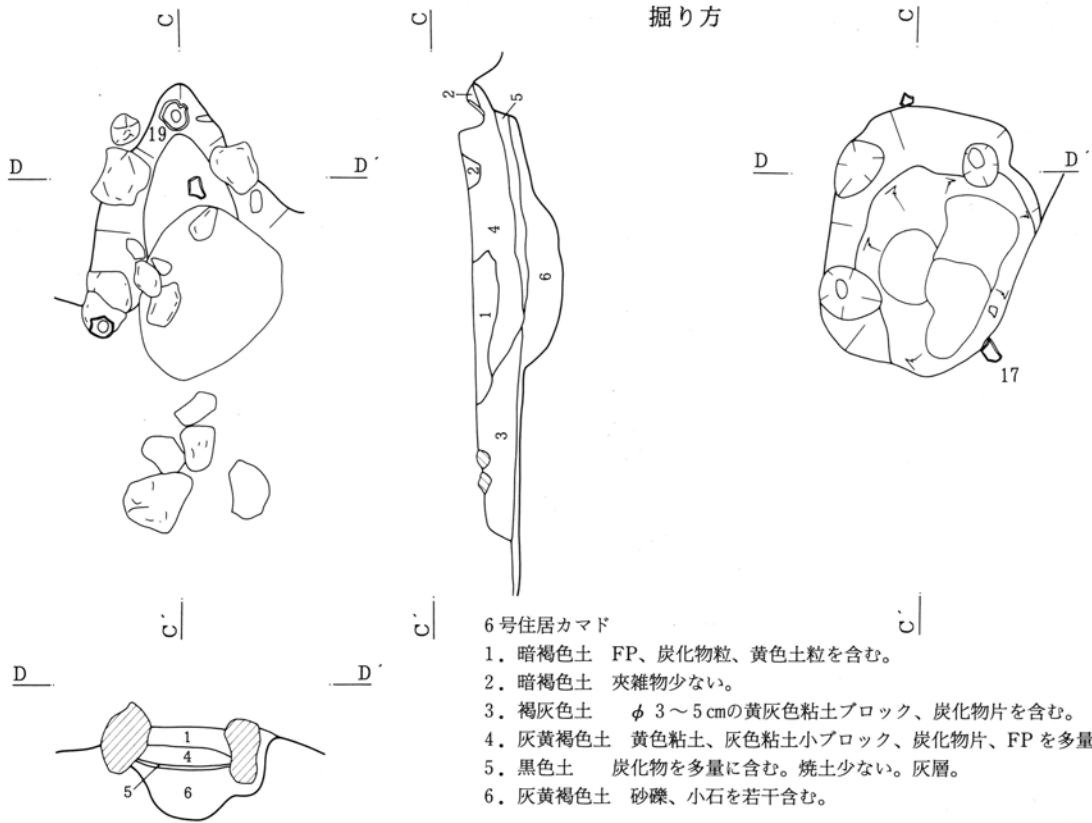 掘り方
C
C
C
2
5
19
D
D´
D
D´
2
4
6
1
3
17
C´
C´
C´
D
D´
1
4
5
6
6号住居カマド
1．暗褐色土　FP、炭化物粒、黄色土粒を含む。
2．暗褐色土　夾雑物少ない。
3．褐灰色土　φ 3～5㎝の黄灰色粘土ブロック、炭化物片を含む。
4．灰黄褐色土　黄色粘土、灰色粘土小ブロック、炭化物片、FP を多量
5．黒色土　炭化物を多量に含む。焼土少ない。灰層。
6．灰黄褐色土　砂礫、小石を若干含む。